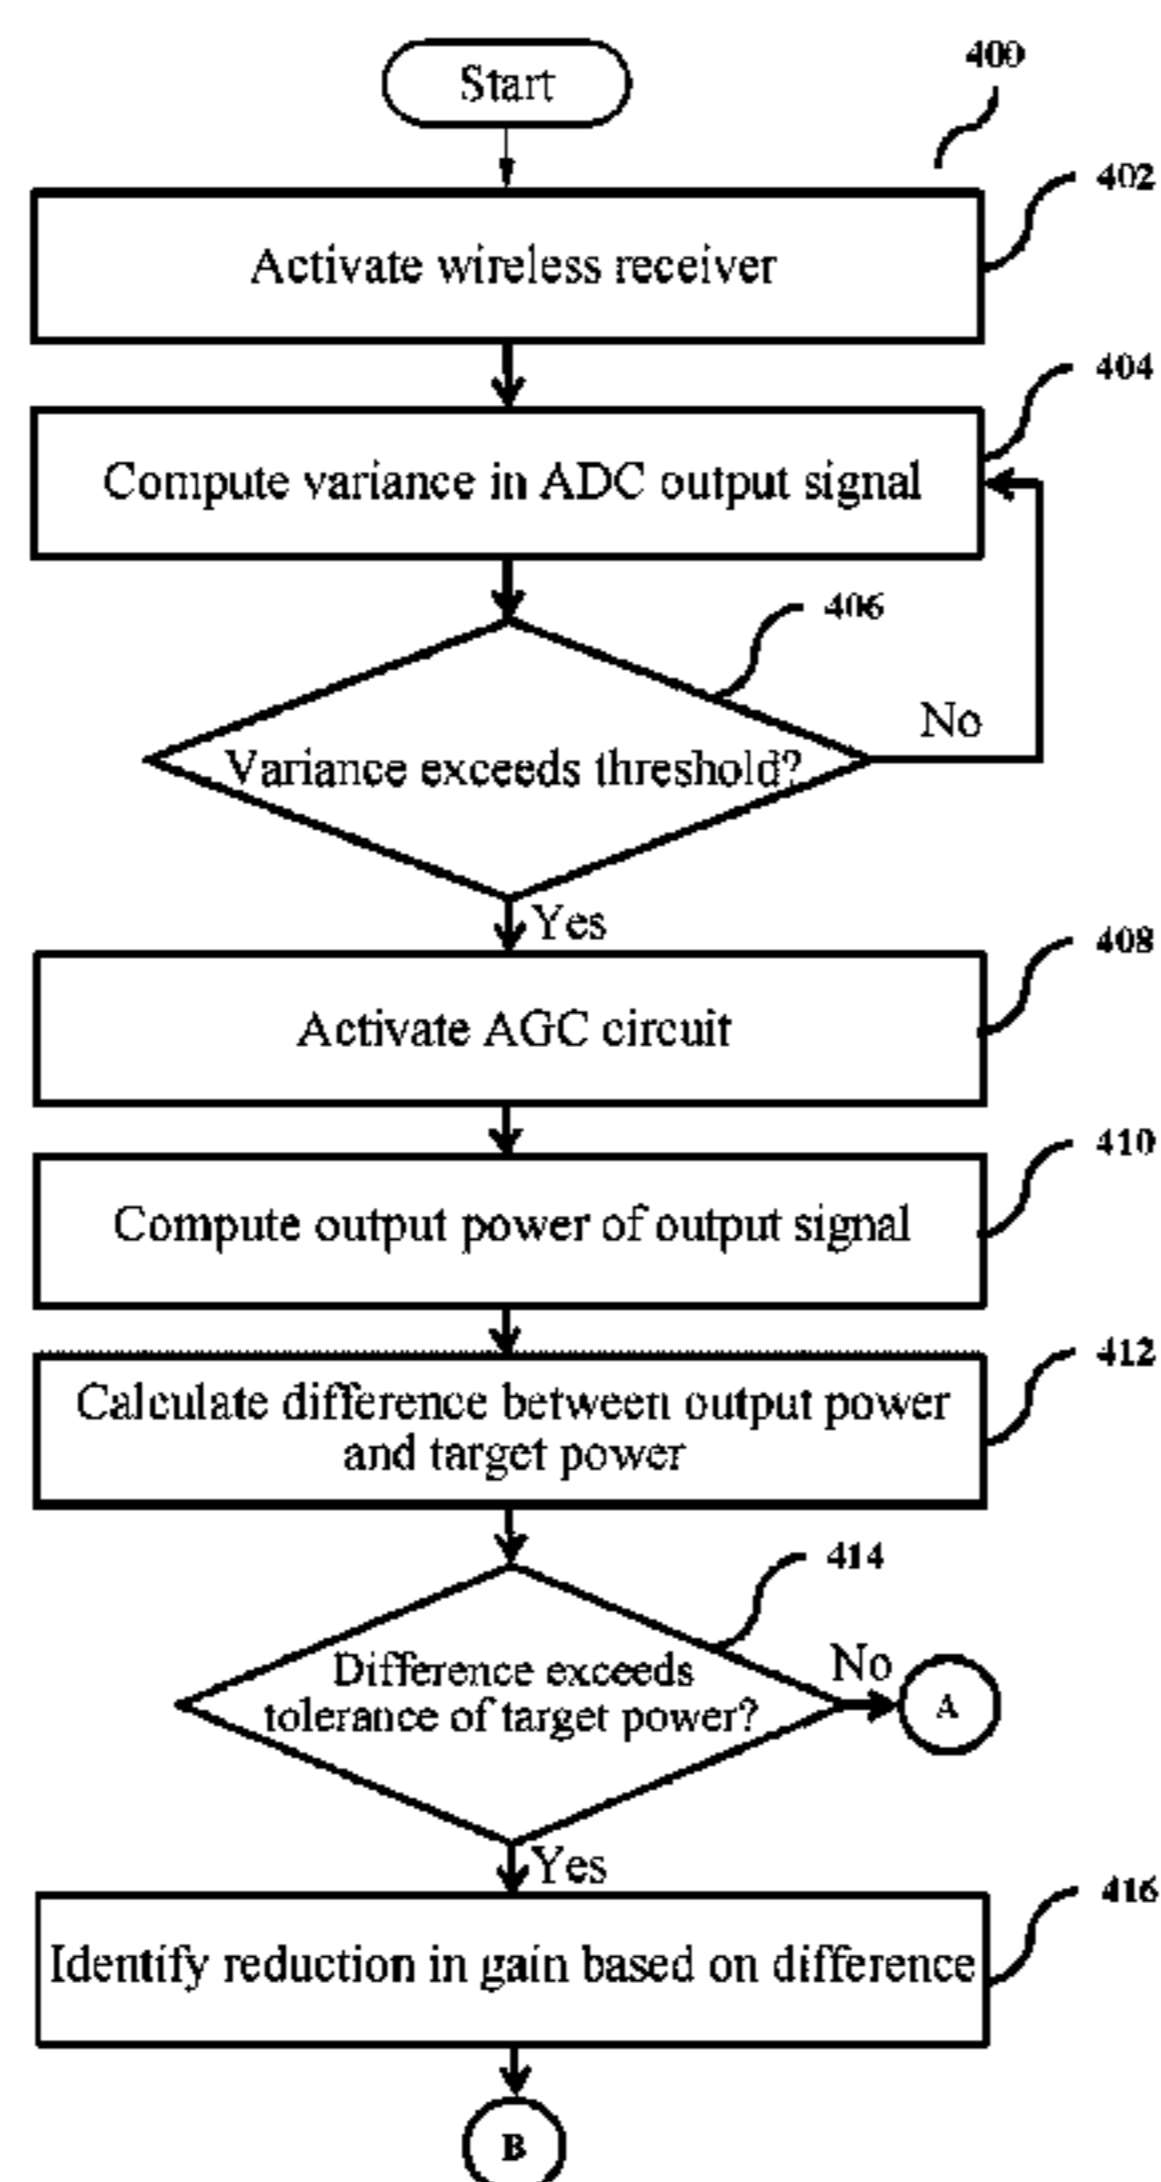 Start
400
402
Activate wireless receiver
404
Compute variance in ADC output signal
406
Variance exceeds threshold?
No
Yes
408
Activate AGC circuit
410
Compute output power of output signal
412
Calculate difference between output power
and target power
414
Difference exceeds
tolerance of target power?
No
A
Yes
416
Identify reduction in gain based on difference
B